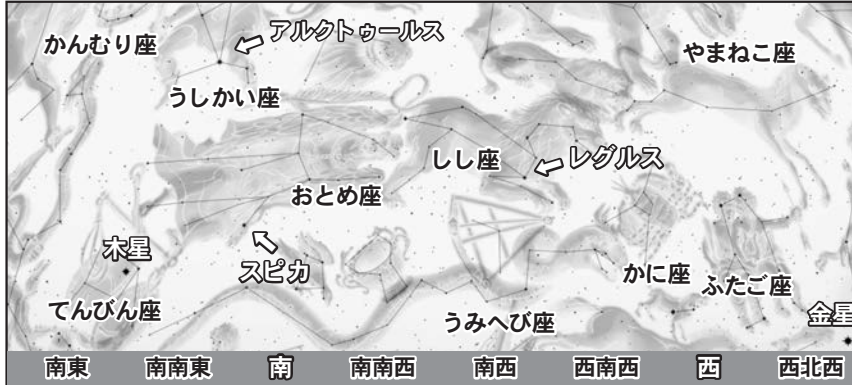 かんむり座
アルクトゥールス
やまねこ座
うしかい座
しし座
レグルス
おとめ座
木星
スピカ
かに座
ふたご座
てんびん座
うみへび座
金星
南東 南南東 南 南南西 南西 西南西 西 西北西